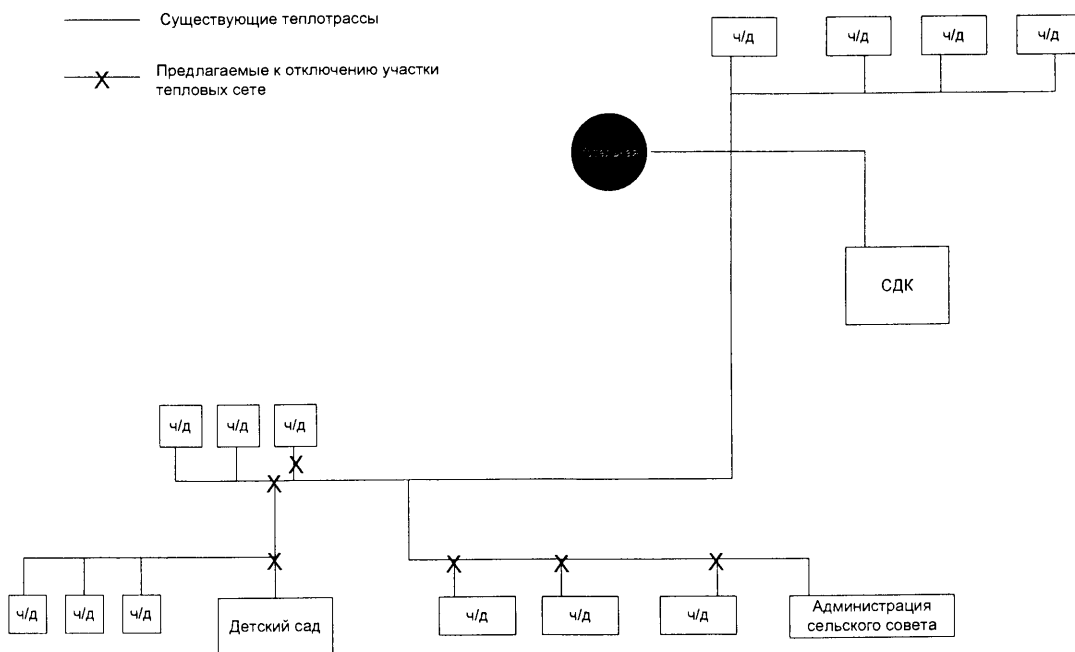 Существующие теплотрассы
Предлагаемые к отключению участки
тепловых сете
ч/д
ч/д
ч/д
ч/д
СДК
ч/д
ч/д
ч/д
ч/д
ч/д
ч/д
Детский сад
ч/д
ч/д
ч/д
Администрация
сельского совета